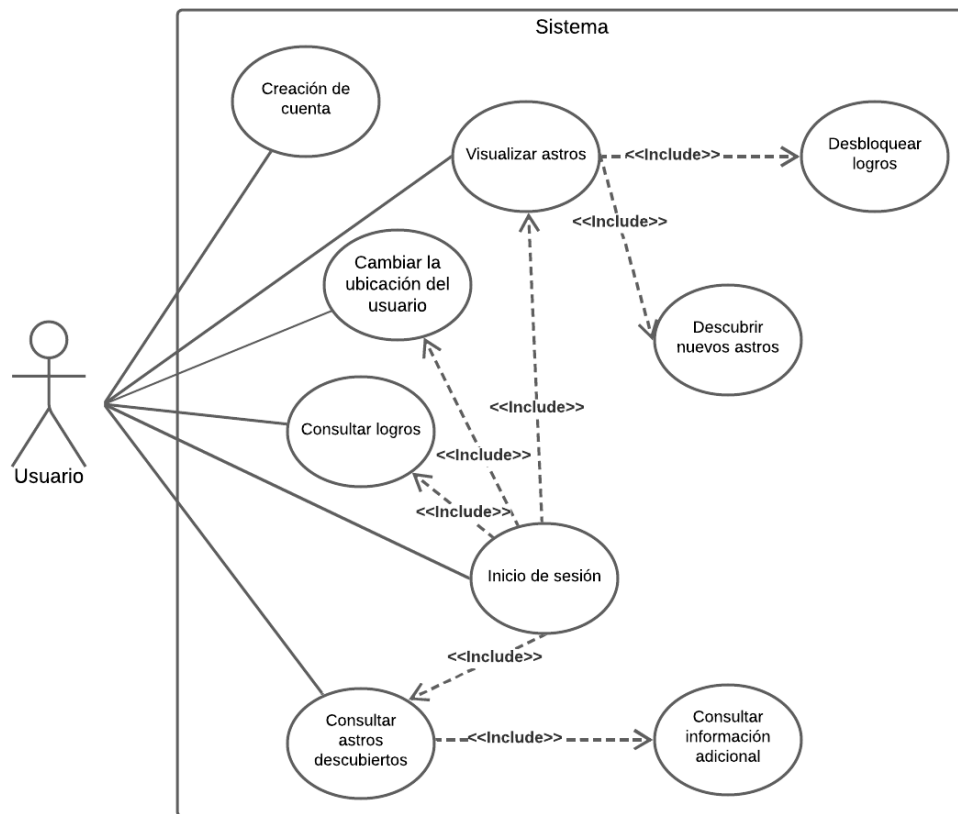 Sistema
Creación de
cuenta
Visualizar astros
<<Include>>
Desbloquear
logros
<<Include>>
Cambiar la
ubicación del
usuario
Descubrir
nuevos astros
<<Include>>
Consultar logros
<<Include>>
Usuario
<<Include>>
Inicio de sesión
<<Include>>
Consultar
astros
descubiertos
<<Include>>
Consultar
información
adicional